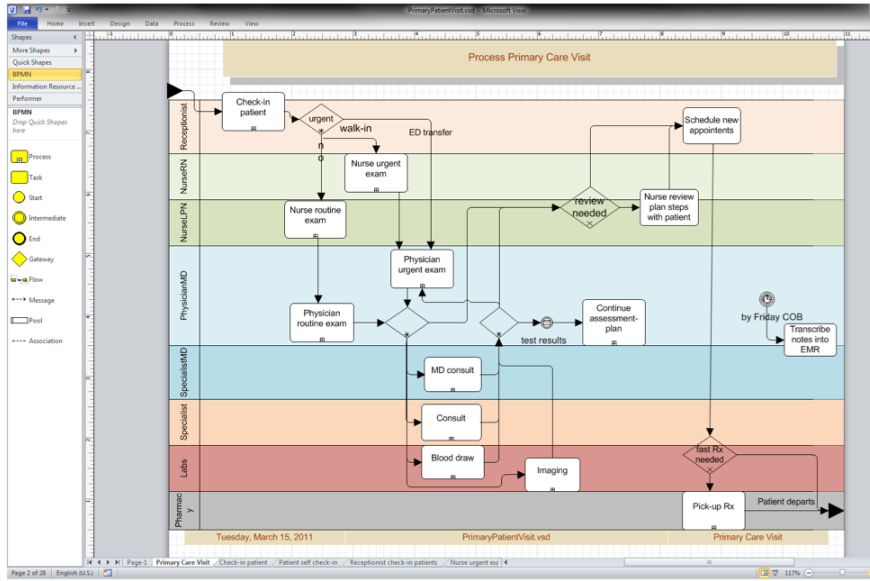 PrimaryPatientVisit.vsd - Microsoft Visio
File Home Insert Design Data Process Review View
Shapes
More Shapes
Quick Shapes
BPMN
Information Resource ...
Performer
BPMN
Drop Quick Shapes
here
Process
Task
Start
Intermediate
End
Gateway
Flow
Message
Pool
Association
Process Primary Care Visit
Receptionist
Check-in
patient
urgent
walk-in
no
ED transfer
Schedule new
appointents
NurseRN
Nurse urgent
exam
NurseLPN
Nurse routine
exam
review
needed
Nurse review
plan steps
with patient
PhysicianMD
Physician
urgent exam
Physician
routine exam
test results
Continue
assessment-
plan
by Friday COB
Transcribe
notes into
EMR
SpecialistMD
MD consult
Specialist
Consult
Labs
Blood draw
Imaging
fast Rx
needed
Pharmac
y
Pick-up Rx
Patient departs
Tuesday, March 15, 2011
PrimaryPatientVisit.vsd
Primary Care Visit
Page-1 Primary Care Visit Check-in patient Patient self check-in Receptionist check-in patients Nurse urgent exa
Page 2 of 28 English (U.S.) 117%